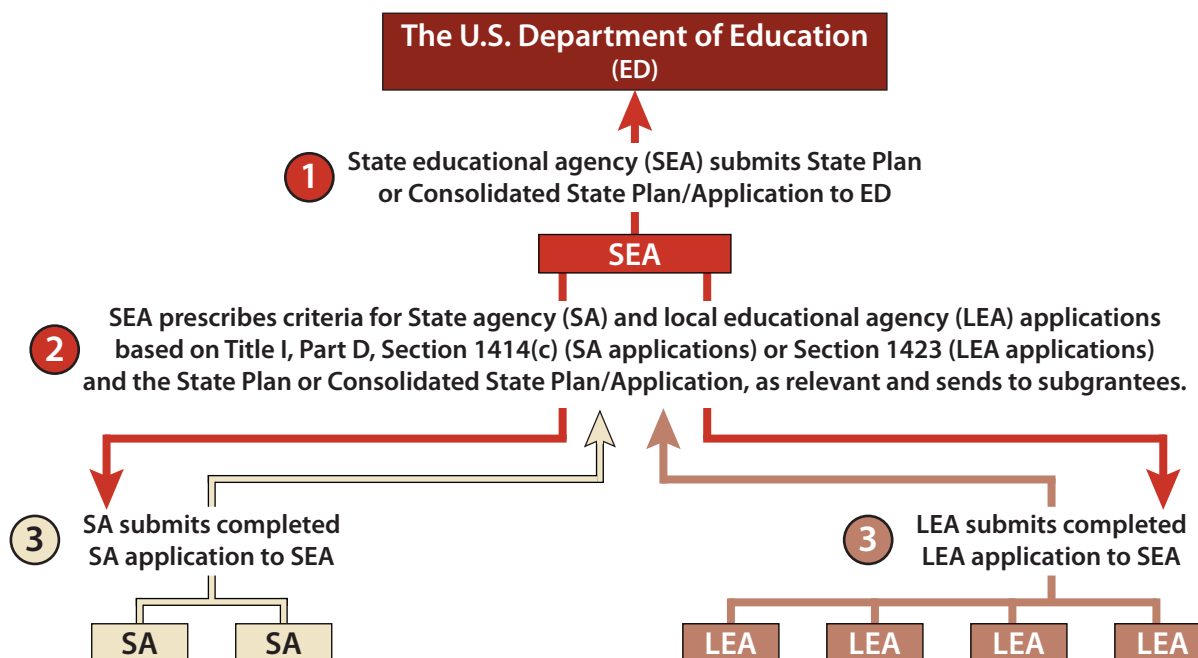 The U.S. Department of Education
(ED)
1
State educational agency (SEA) submits State Plan
or Consolidated State Plan/Application to ED
SEA
2
SEA prescribes criteria for State agency (SA) and local educational agency (LEA) applications
based on Title I, Part D, Section 1414(c) (SA applications) or Section 1423 (LEA applications)
and the State Plan or Consolidated State Plan/Application, as relevant and sends to subgrantees.
3
SA submits completed
SA application to SEA
3
LEA submits completed
LEA application to SEA
SA
SA
LEA
LEA
LEA
LEA